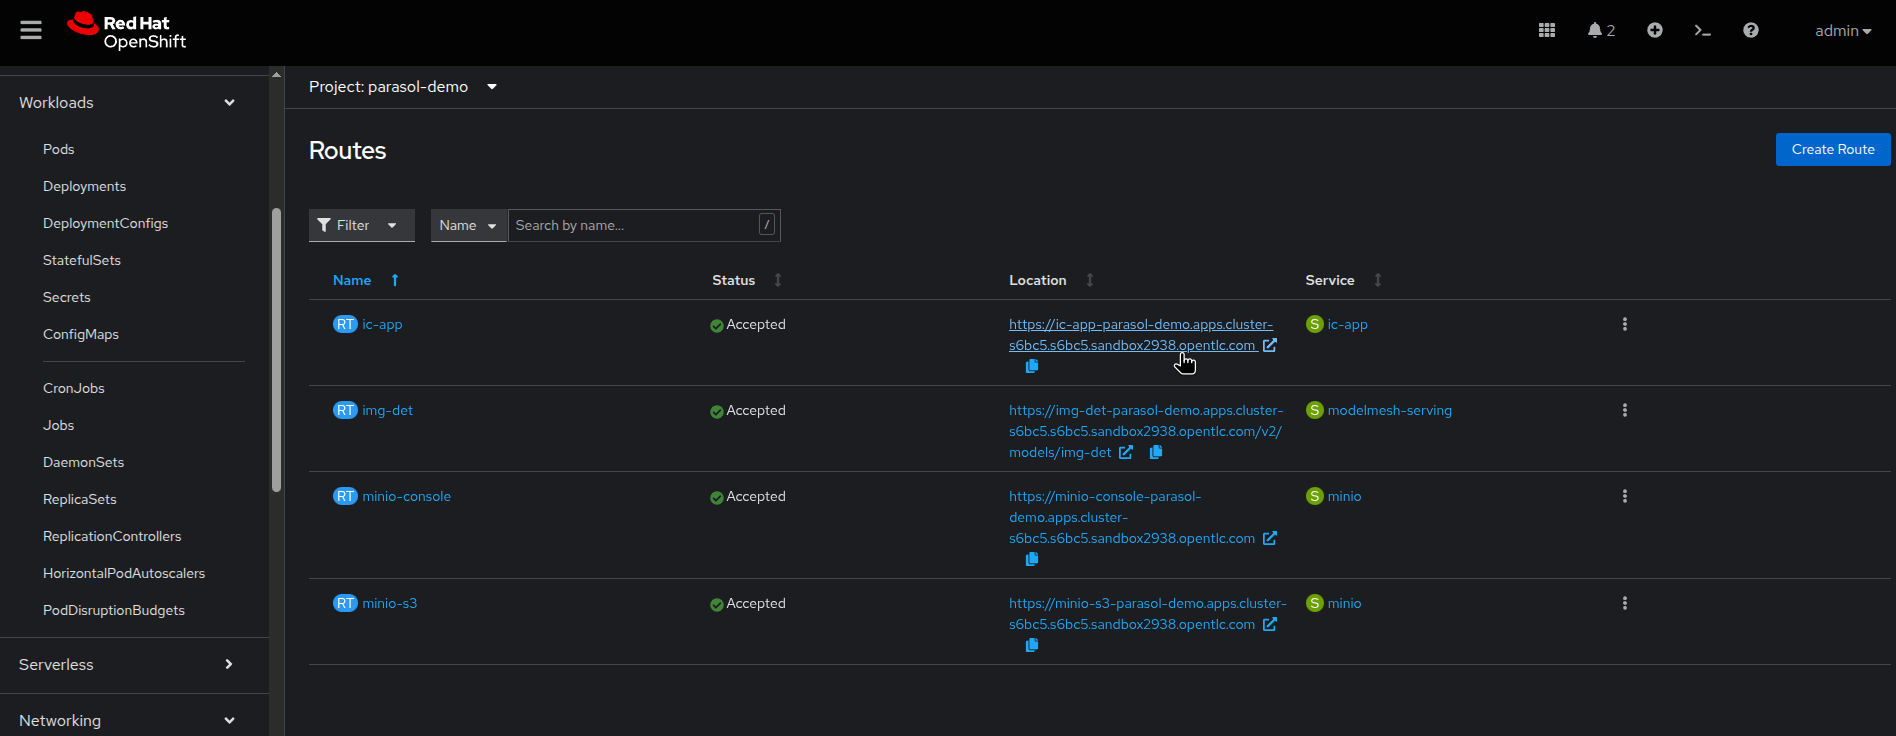 Red Hat
OpenShift
2
admin
Workloads
Pods
Deployments
DeploymentConfigs
StatefulSets
Secrets
ConfigMaps
CronJobs
Jobs
DaemonSets
ReplicaSets
ReplicationControllers
HorizontalPodAutoscalers
PodDisruptionBudgets
Serverless
Networking
Project: parasol-demo
Routes
Create Route
Filter
Name
Search by name...
/
Name
Status
Location
Service
RT ic-app
Accepted
https://ic-app-parasol-demo.apps.cluster-
s6bc5.s6bc5.sandbox2938.opentlc.com
S ic-app
RT img-det
Accepted
https://img-det-parasol-demo.apps.cluster-
s6bc5.s6bc5.sandbox2938.opentlc.com/v2/
models/img-det
S modelmesh-serving
RT minio-console
Accepted
https://minio-console-parasol-
demo.apps.cluster-
s6bc5.s6bc5.sandbox2938.opentlc.com
S minio
RT minio-s3
Accepted
https://minio-s3-parasol-demo.apps.cluster-
s6bc5.s6bc5.sandbox2938.opentlc.com
S minio